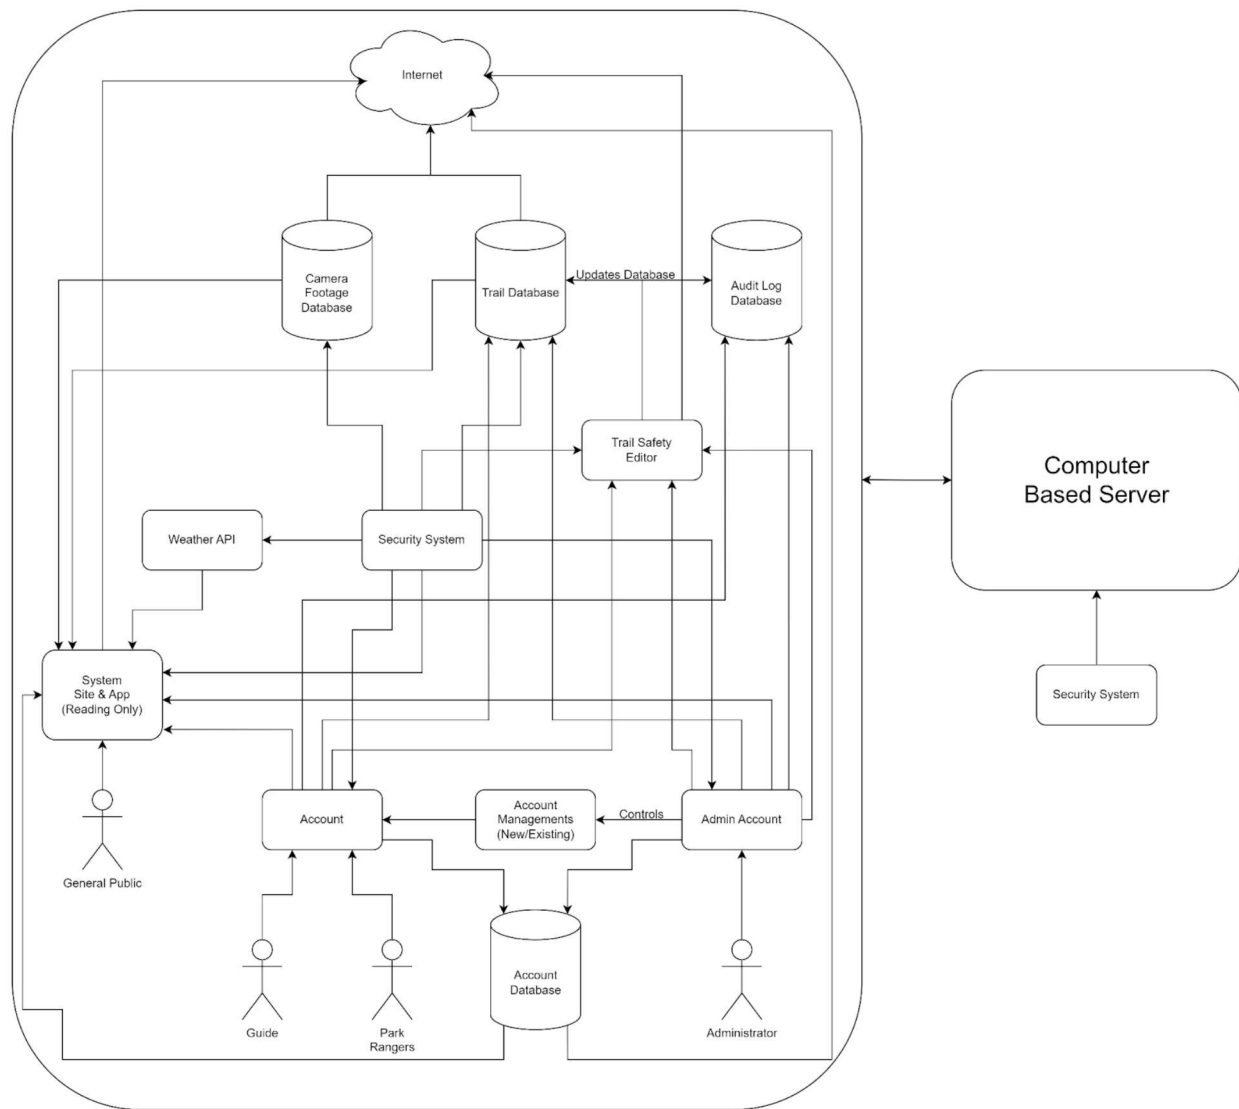 Internet
Camera
Footage
Database
Trail Database
Updates Database
Audit Log
Database
Trail Safety
Editor
Computer
Based Server
Weather API
Security System
System
Site & App
(Reading Only)
Security System
General Public
Account
Account
Managements
(New/Existing)
Controls
Admin Account
Guide
Park
Rangers
Account
Database
Administrator